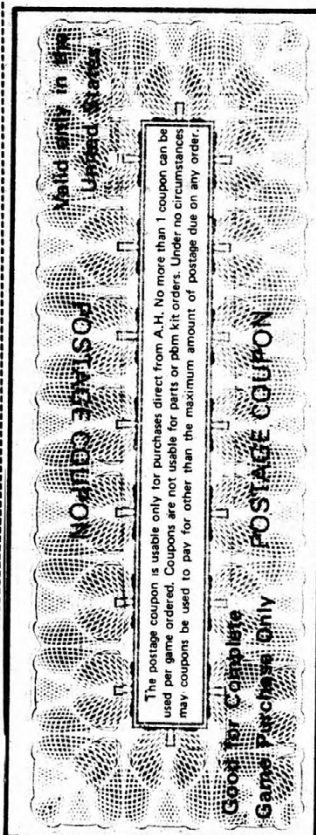 Valid only in the
United States
POSTAGE COUPON
The postage coupon is usable only for purchases direct from A.H. No more than 1 coupon can be
used per game ordered. Coupons are not usable for parts or pbm kit orders. Under no circumstances
may coupons be used to pay for other than the maximum amount of postage due on any order.
Good for Complete
Game Purchase Only
POSTAGE COUPON